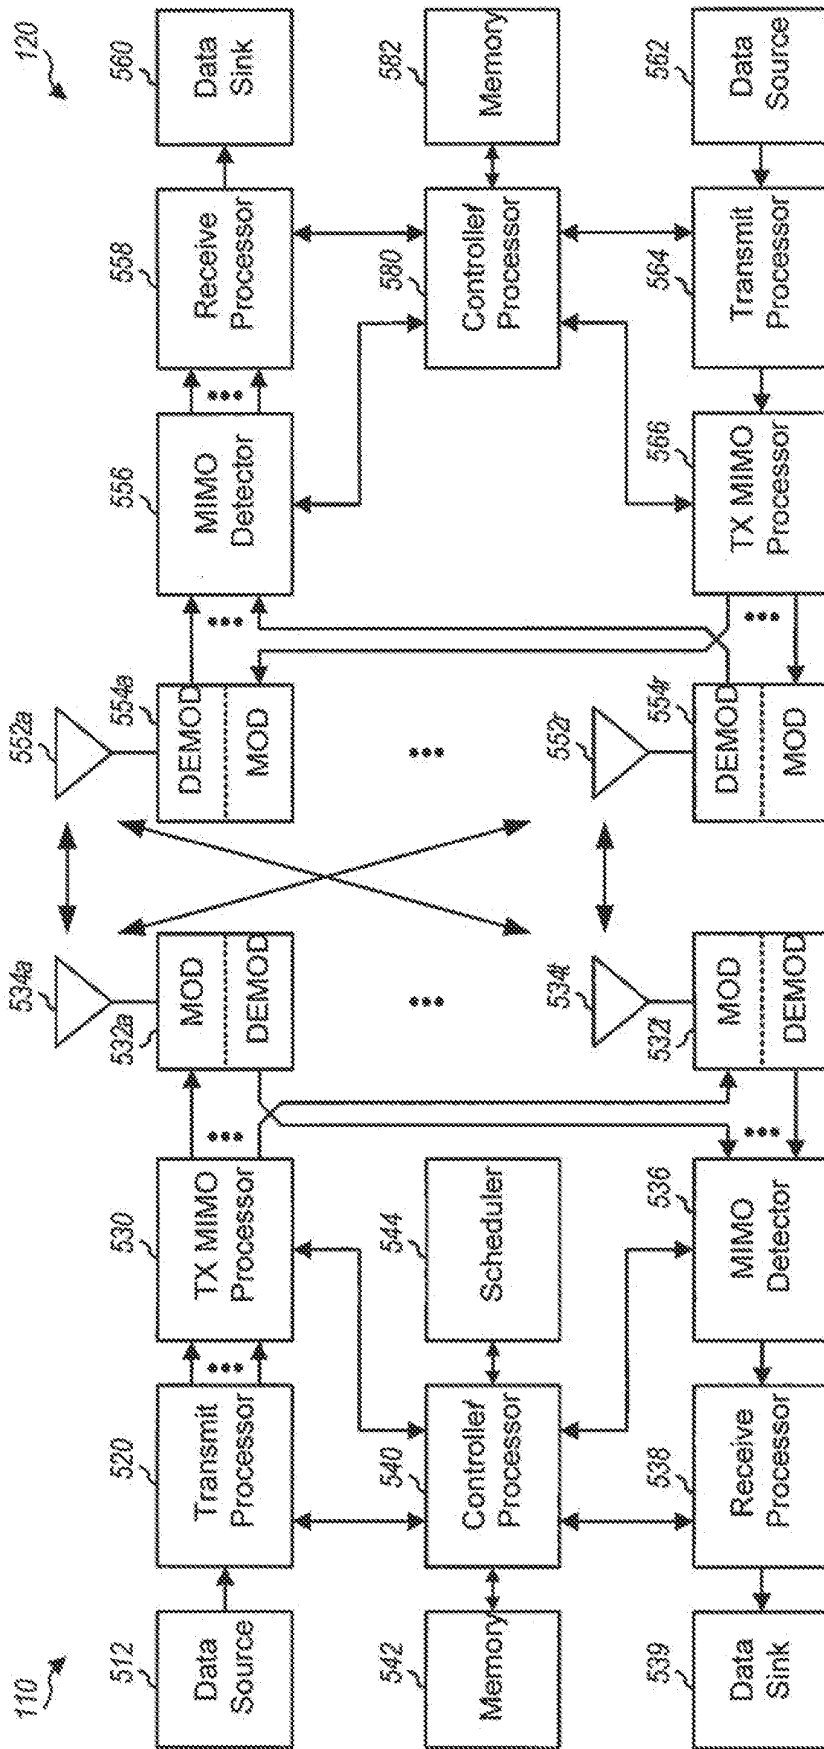 110
120
512
Data
Source
520
Transmit
Processor
530
TX MIMO
Processor
532a
MOD
DEMOD
534a
552a
554a
DEMOD
MOD
556
MIMO
Detector
558
Receive
Processor
560
Data
Sink
542
Memory
540
Controller/
Processor
544
Scheduler
580
Controller/
Processor
582
Memory
539
Data
Sink
538
Receive
Processor
536
MIMO
Detector
532t
MOD
DEMOD
534t
552r
554r
DEMOD
MOD
566
TX MIMO
Processor
564
Transmit
Processor
562
Data
Source